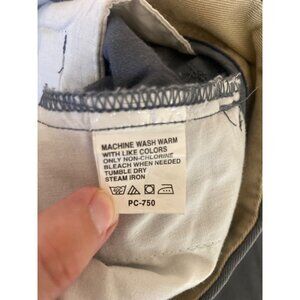 MACHINE WASH WARM
WITH LIKE COLORS
ONLY NON-CHLORINE
BLEACH WHEN NEEDED
TUMBLE DRY
STEAM IRON
PC-750